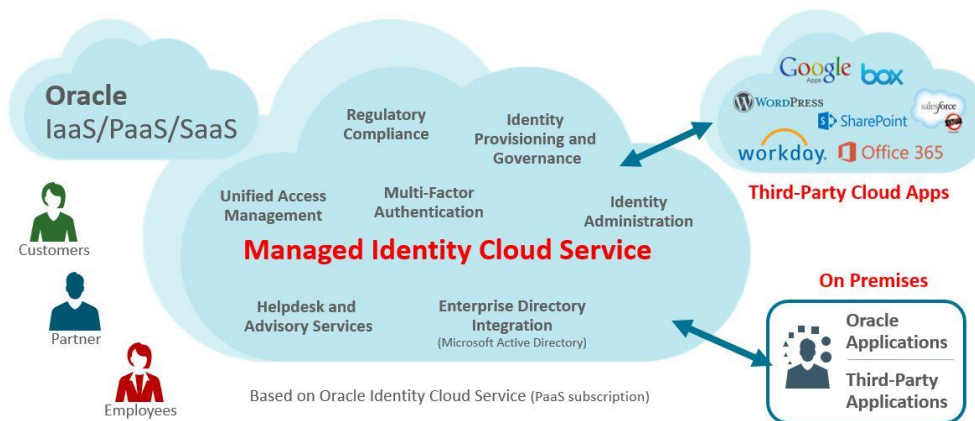 Oracle
IaaS/PaaS/SaaS
Regulatory
Compliance
Identity
Provisioning and
Governance
Unified Access
Management
Multi-Factor
Authentication
Identity
Administration
Managed Identity Cloud Service
Helpdesk and
Advisory Services
Enterprise Directory
Integration
(Microsoft Active Directory)
Based on Oracle Identity Cloud Service (PaaS subscription)
Customers
Partner
Employees
Google
Apps
box
WORDPRESS
salesforce
SharePoint
workday.
Office 365
Third-Party Cloud Apps
On Premises
Oracle
Applications
Third-Party
Applications